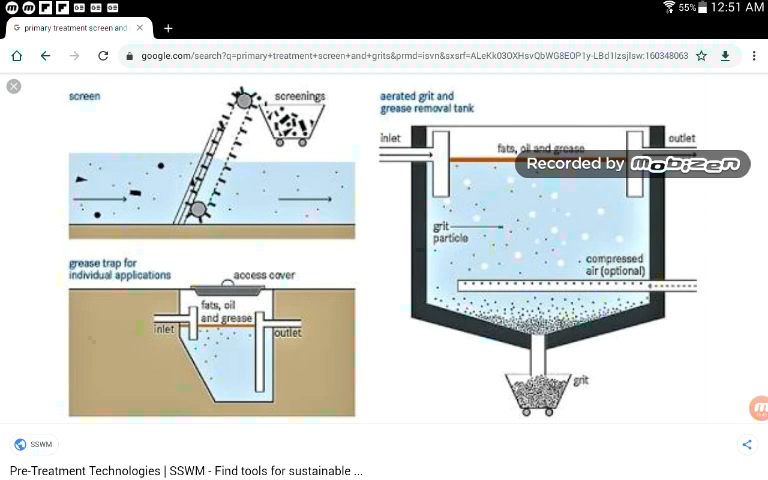 55% 12:51 AM
primary treatment screen and
google.com/search?q=primary+treatment+screen+and+grits&prmd=isvn&sxsrf=ALeKk03OXHsvQbWG8EOP1y-LBd1lzsjIsw:160348063
screen
screenings
aerated grit and
grease removal tank
inlet
outlet
fats, oil and grease
Recorded by Mobizen
grit
particle
compressed
air (optional)
grease trap for
individual applications
access cover
fats, oil
and grease
inlet
outlet
grit
SSWM
Pre-Treatment Technologies | SSWM - Find tools for sustainable ...